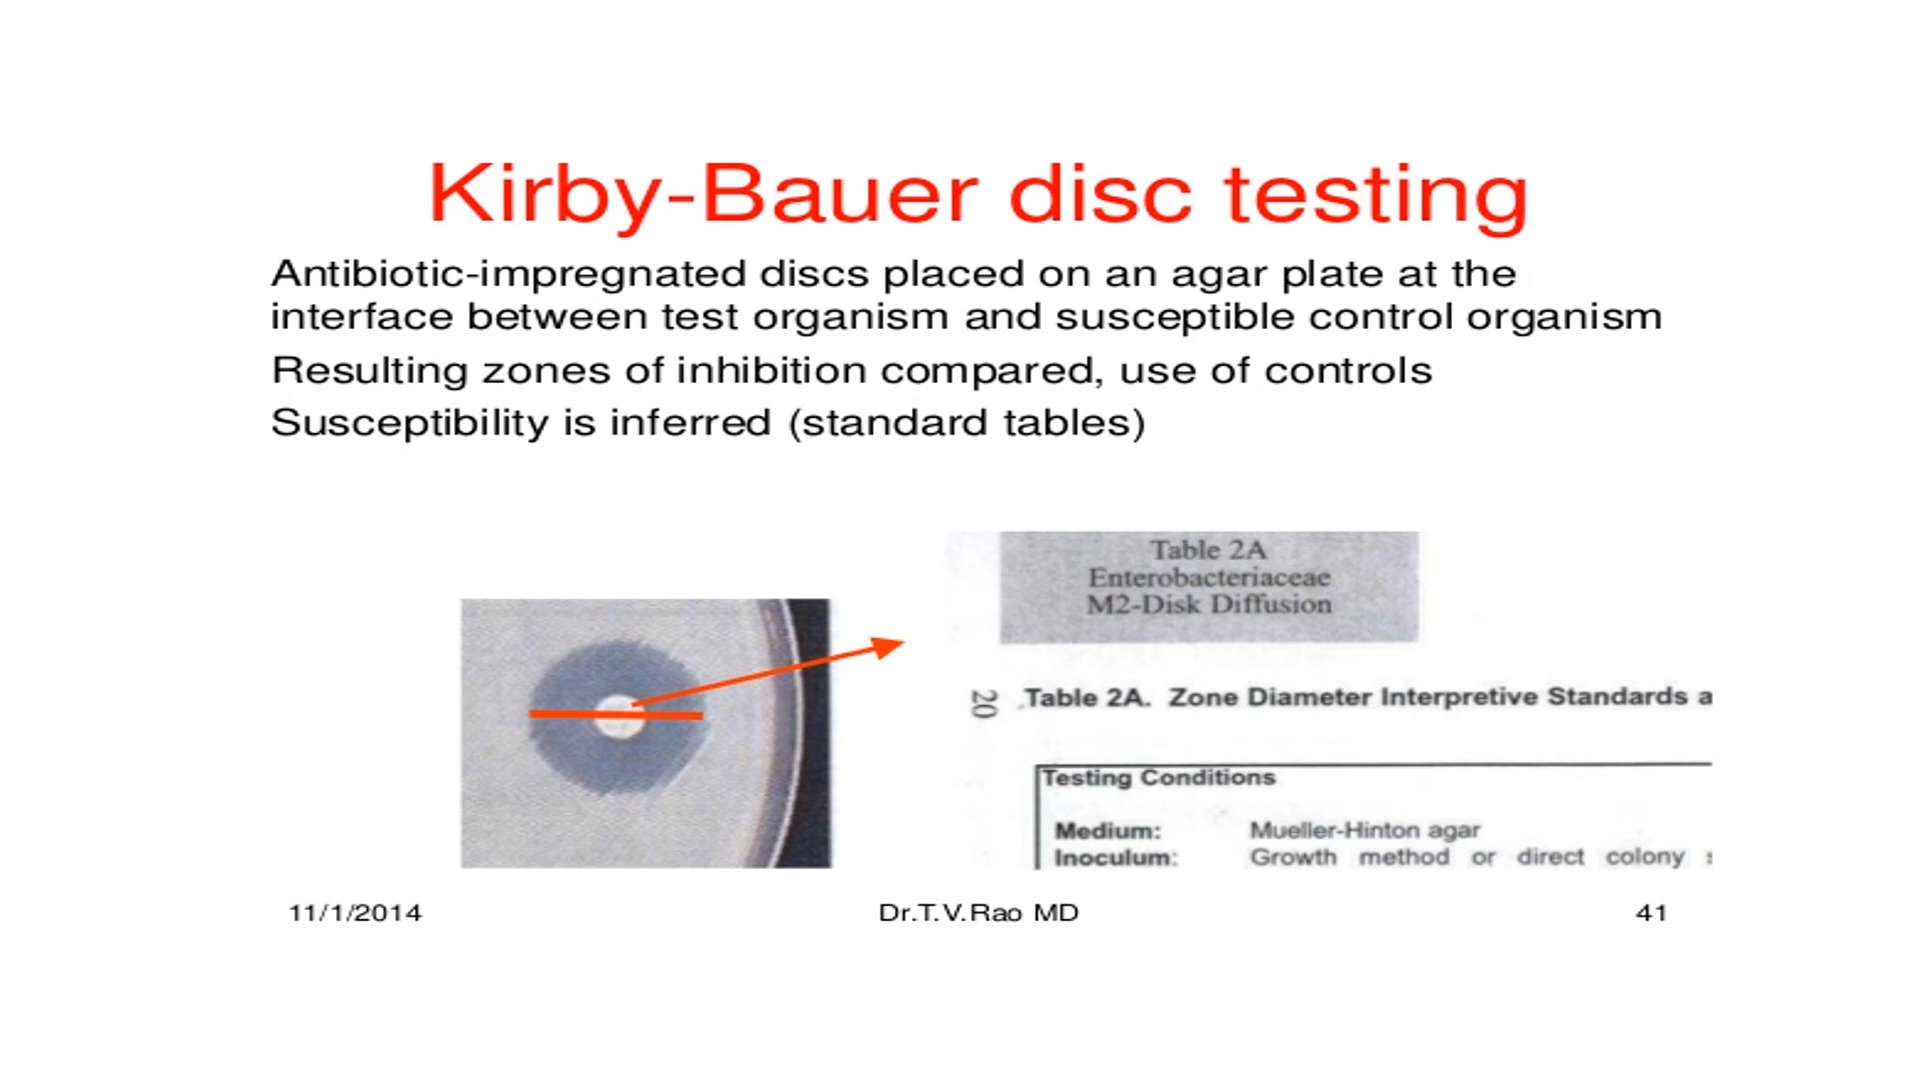 Kirby-Bauer disc testing
Antibiotic-impregnated discs placed on an agar plate at the
interface between test organism and susceptible control organism
Resulting zones of inhibition compared, use of controls
Susceptibility is inferred (standard tables)
Table 2A
Enterobacteriaceae
M2-Disk Diffusion
20
Table 2A. Zone Diameter Interpretive Standards a
Testing Conditions
Medium: Mueller-Hinton agar
Inoculum: Growth method or direct colony
11/1/2014 Dr.T.V.Rao MD 41